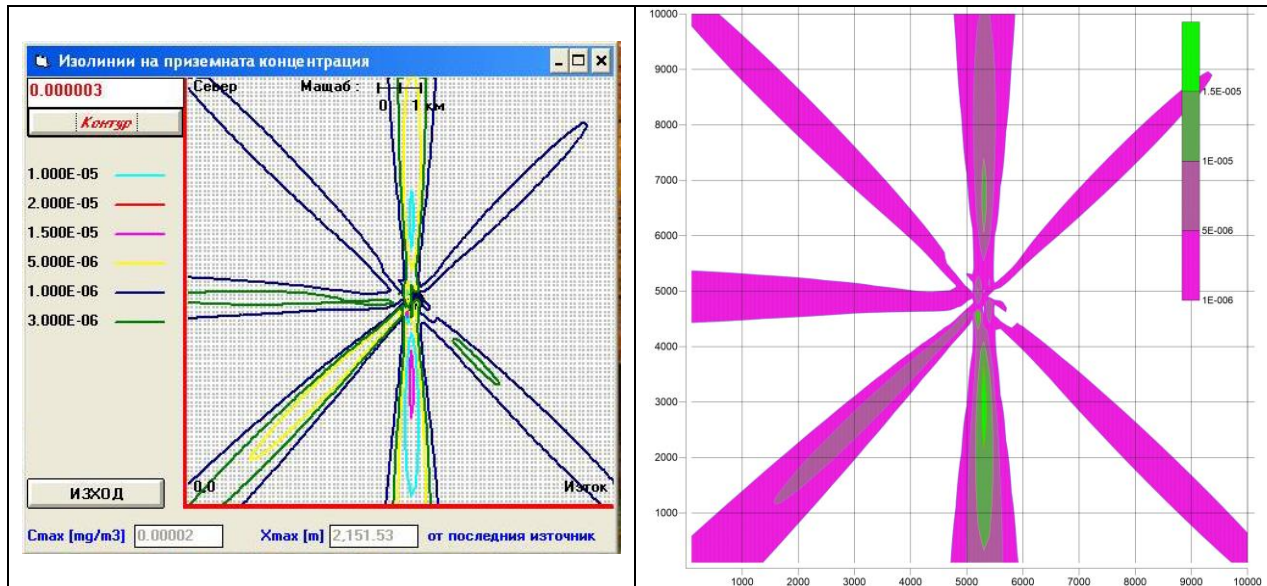 Изолинии на приземната концентрация
0.000003
Контур
1.000E-05
2.000E-05
1.500E-05
5.000E-06
1.000E-06
3.000E-06
ИЗХОД
Север
Мащаб :
0 1 км
0.0
Изток
Cmax [mg/m3] 0.00002 Xmax [m] 2,151.53 от последния източник
10000
9000
8000
7000
6000
5000
4000
3000
2000
1000
1.5E-005
1E-005
5E-006
1E-006
1000 2000 3000 4000 5000 6000 7000 8000 9000 10000